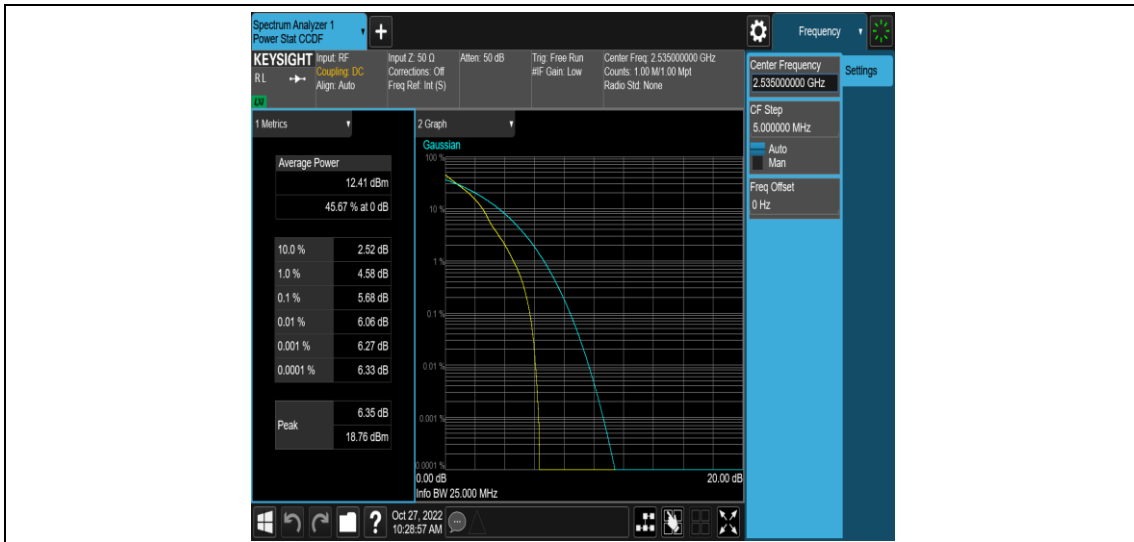 Spectrum Analyzer 1
Power Stat CCDF
+
Frequency
KEYSIGHT
RL
LXI
Input: RF
Coupling: DC
Align: Auto
Input Z: 50 Ω
Corrections: Off
Freq Ref: Int (S)
Atten: 50 dB
Trig: Free Run
#IF Gain: Low
Center Freq: 2.535000000 GHz
Counts: 1.00 M/1.00 Mpt
Radio Std: None
Center Frequency
2.535000000 GHz
Settings
CF Step
5.000000 MHz
Auto
Man
Freq Offset
0 Hz
1 Metrics
Average Power
12.41 dBm
45.67 % at 0 dB
10.0 % 2.52 dB
1.0 % 4.58 dB
0.1 % 5.68 dB
0.01 % 6.06 dB
0.001 % 6.27 dB
0.0001 % 6.33 dB
Peak
6.35 dB
18.76 dBm
2 Graph
Gaussian
100 %
10 %
1 %
0.1 %
0.01 %
0.001 %
0.0001 %
0.00 dB 20.00 dB
Info BW 25.000 MHz
?
Oct 27, 2022
10:28:57 AM